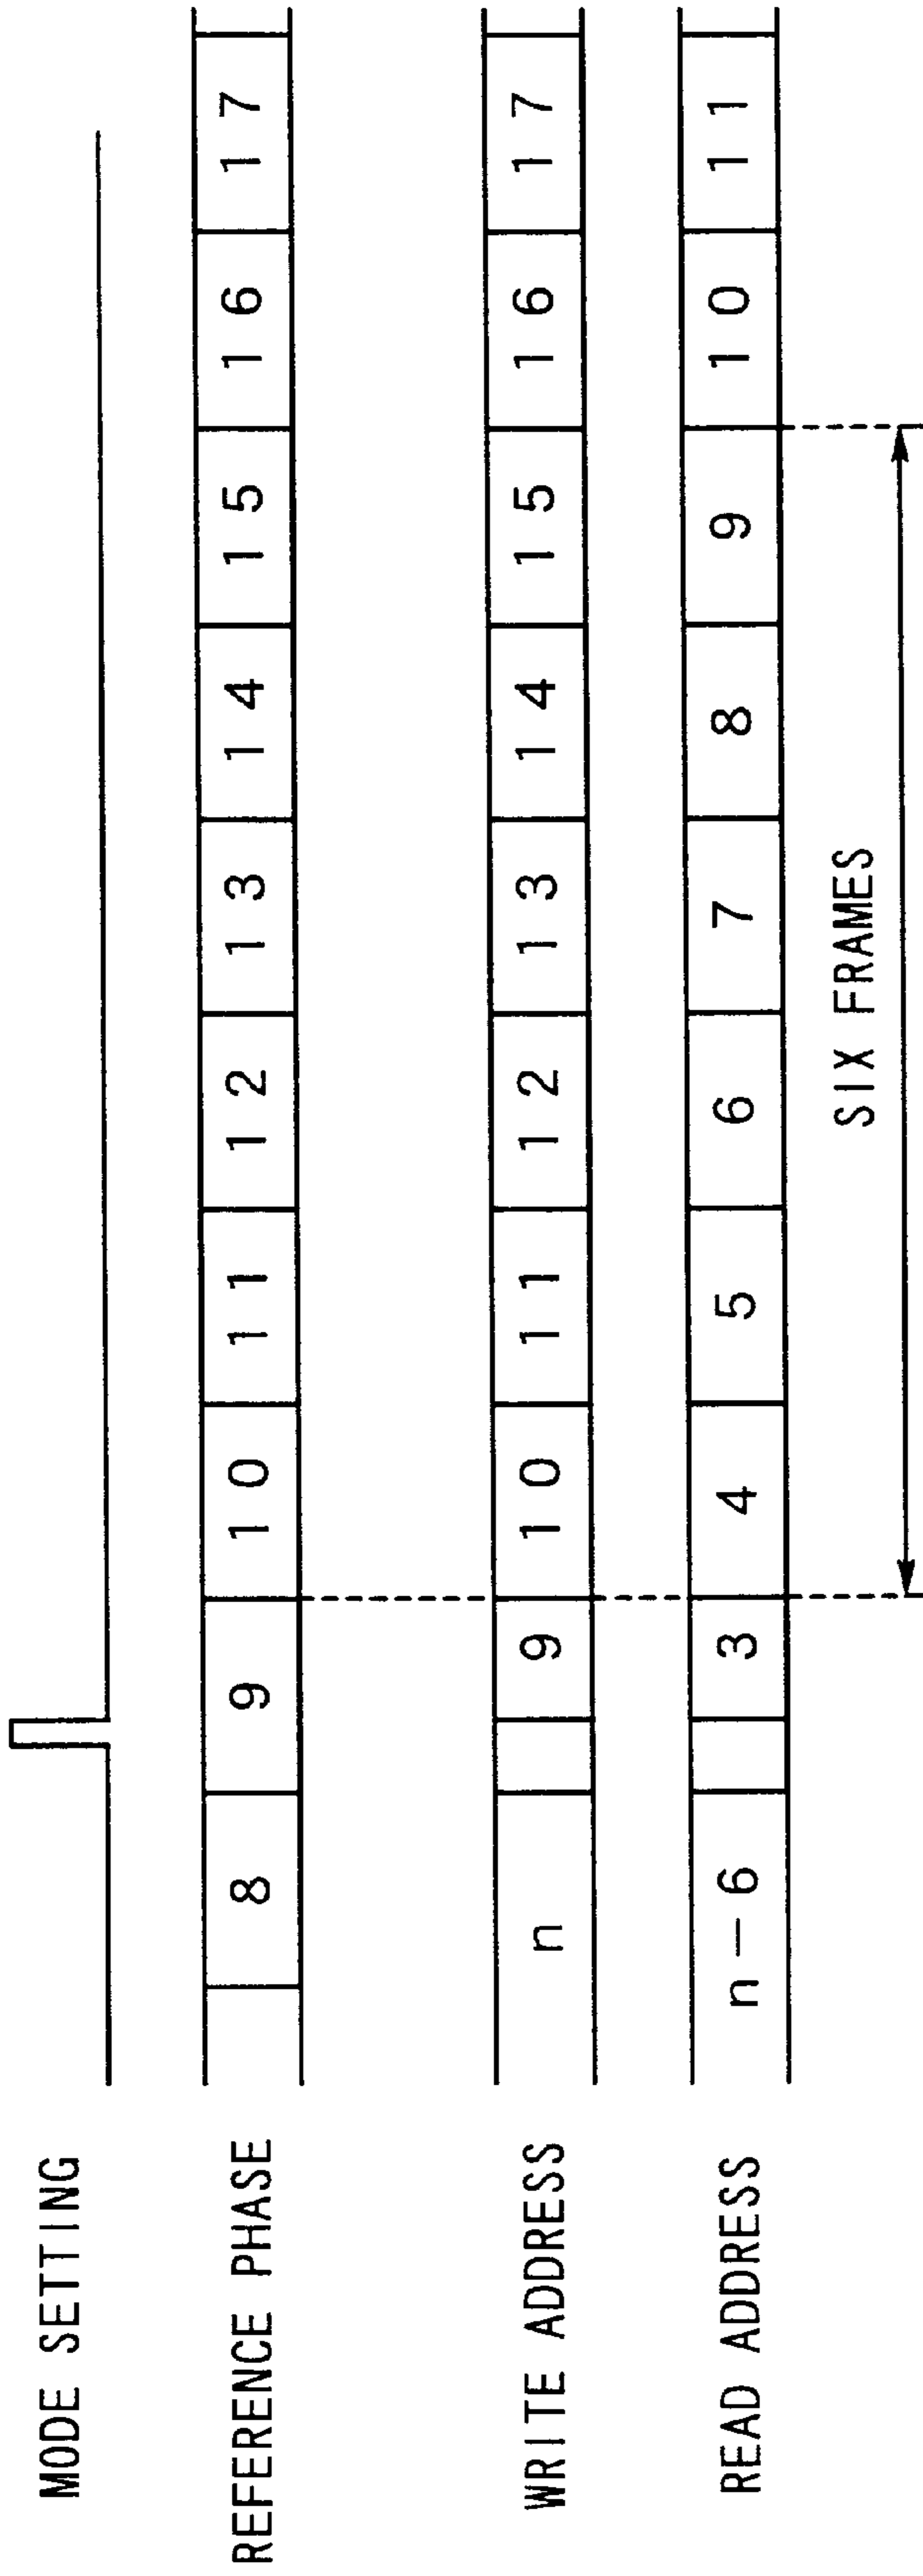 MODE SETTING
REFERENCE PHASE 8 9 10 11 12 13 14 15 16 17
WRITE ADDRESS n 9 10 11 12 13 14 15 16 17
READ ADDRESS n-6 3 4 5 6 7 8 9 10 11
SIX FRAMES